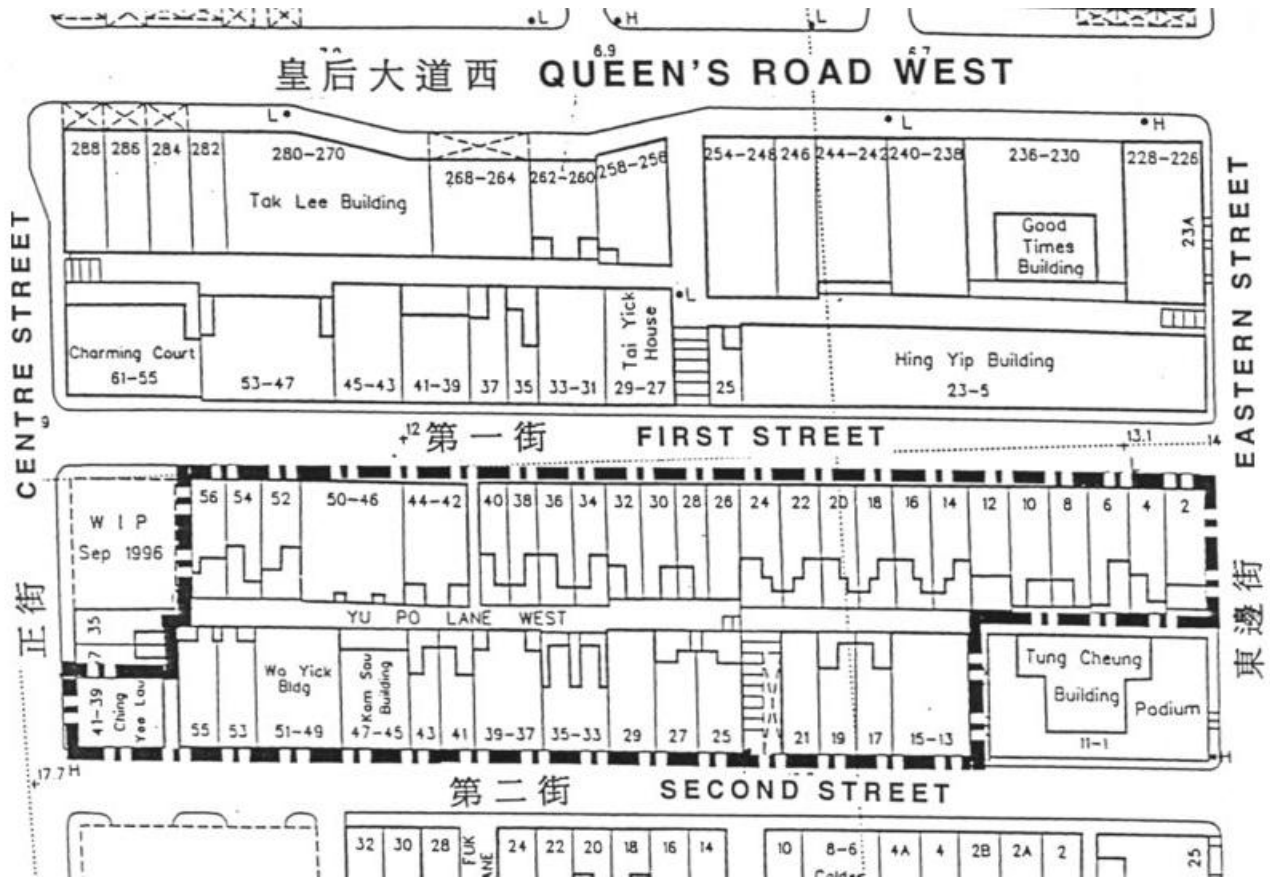 L
H
L
6.9
6.7
皇后大道西 QUEEN'S ROAD WEST
L
L
H
288 286 284 282 280-270 268-264 262-260 258-256 254-248 246 244-242 240-238 236-230 228-226
Tak Lee Building
Good
Times
Building
23A
CENTRE STREET
EASTERN STREET
L
Charming Court
61-55
53-47
45-43
41-39
37
35
33-31
Tai Yick
House
29-27
25
Hing Yip Building
23-5
9
12 第一街 FIRST STREET
13.1
14
W I P
Sep 1996
56 54 52 50-46 44-42 40 38 36 34 32 30 28 26 24 22 20 18 16 14 12 10 8 6 4 2
正街
東邊街
YU PO LANE WEST
35
7
41-39
Ching
Yee Lau
55 53
Wo Yick
Bldg
51-49
Kam Sou
Building
47-45
43 41 39-37 35-33 29 27 25 21 19 17 15-13
Tung Cheung
Building
Podium
11-1
H
17.7
H
第二街 SECOND STREET
32 30 28
FUK
24 22 20 18 16 14 10 8-6 4A 4 2B 2A 2
25